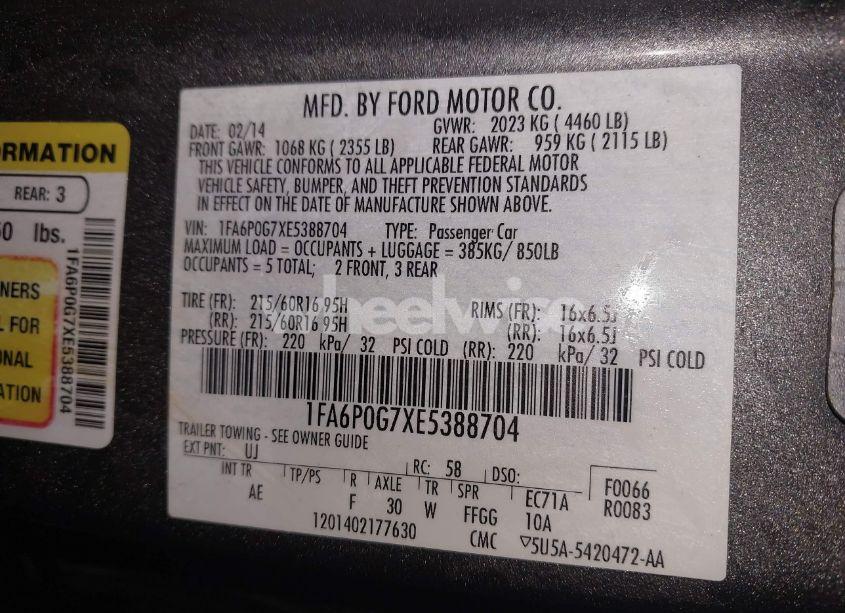 ORMATION
REAR: 3
lbs.
1FA6P0G7XE5388704
NERS
L FOR
ONAL
ATION
MFD. BY FORD MOTOR CO.
DATE: 02/14 GVWR: 2023 KG ( 4460 LB)
FRONT GAWR: 1068 KG ( 2355 LB) REAR GAWR: 959 KG ( 2115 LB)
THIS VEHICLE CONFORMS TO ALL APPLICABLE FEDERAL MOTOR
VEHICLE SAFETY, BUMPER, AND THEFT PREVENTION STANDARDS
IN EFFECT ON THE DATE OF MANUFACTURE SHOWN ABOVE.
VIN: 1FA6P0G7XE5388704 TYPE: Passenger Car
MAXIMUM LOAD = OCCUPANTS + LUGGAGE = 385KG/ 850LB
OCCUPANTS = 5 TOTAL; 2 FRONT, 3 REAR
TIRE (FR): 215/60R16 95H RIMS (FR): 16x6.5J
(RR): 215/60R16 95H (RR): 16x6.5J
PRESSURE (FR): 220 kPa/ 32 PSI COLD (RR): 220 kPa/ 32 PSI COLD
heelwise
1FA6P0G7XE5388704
TRAILER TOWING - SEE OWNER GUIDE
EXT PNT: UJ RC: 58 DSO: F0066
INT TR TP/PS R AXLE TR SPR EC71A R0083
AE F 30 W FFGG 10A
1201402177630 CMC ▽5U5A-5420472-AA